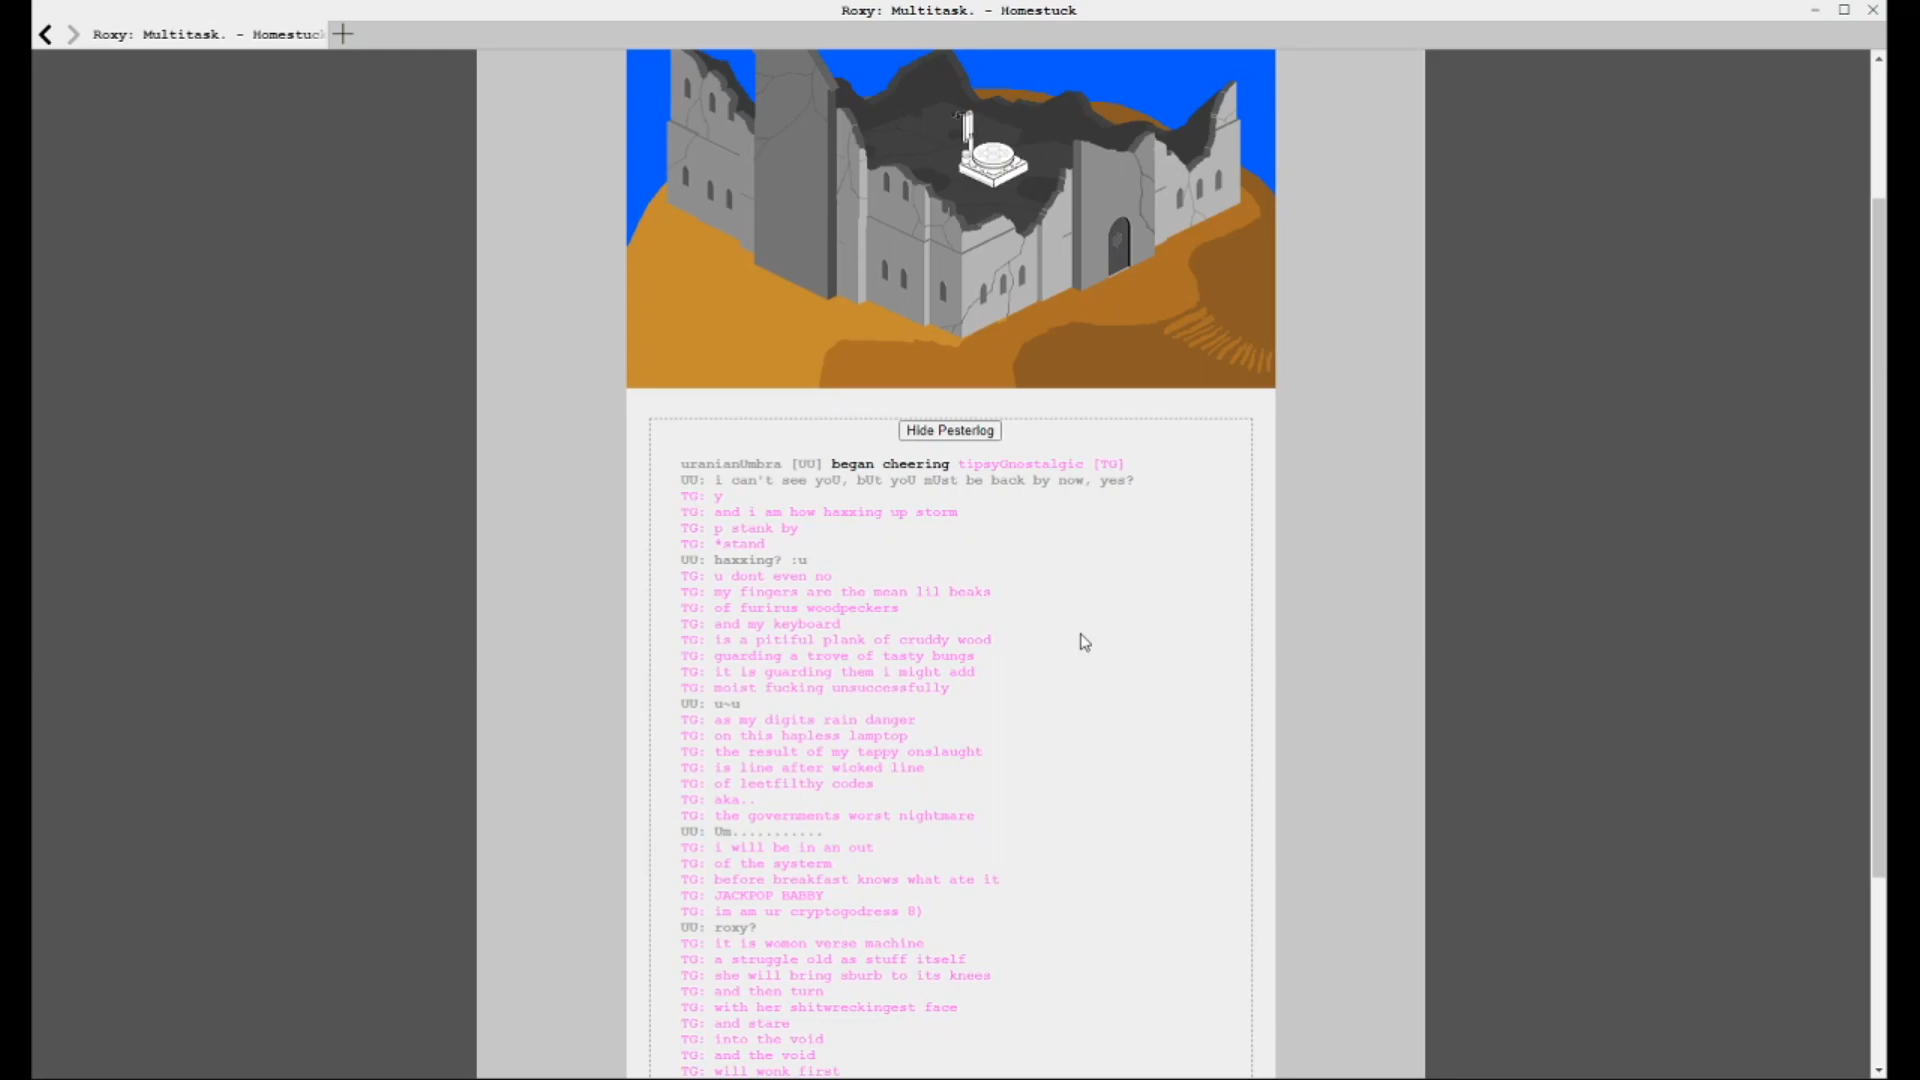 Roxy: Multitask. - Homestuck
Roxy: Multitask. - Homestuck
Hide Pesterlog
uranianUmbra [UU] began cheering tipsyGnostalgic [TG]
UU: i can't see yoU, bUt yoU mUst be back by now, yes?
TG: y
TG: and i am how haxxing up storm
TG: p stank by
TG: *stand
UU: haxxing? :u
TG: u dont even no
TG: my fingers are the mean lil beaks
TG: of furirus woodpeckers
TG: and my keyboard
TG: is a pitiful plank of cruddy wood
TG: guarding a trove of tasty bungs
TG: it is guarding them i might add
TG: moist fucking unsuccessfully
UU: u~u
TG: as my digits rain danger
TG: on this hapless lamptop
TG: the result of my tappy onslaught
TG: is line after wicked line
TG: of leetfilthy codes
TG: aka..
TG: the governments worst nightmare
UU: Um...........
TG: i will be in an out
TG: of the systerm
TG: before breakfast knows what ate it
TG: JACKPOP BABBY
TG: im am ur cryptogodress 8)
UU: roxy?
TG: it is womon verse machine
TG: a struggle old as stuff itself
TG: she will bring sburb to its knees
TG: and then turn
TG: with her shitwreckingest face
TG: and stare
TG: into the void
TG: and the void
TG: will wonk first